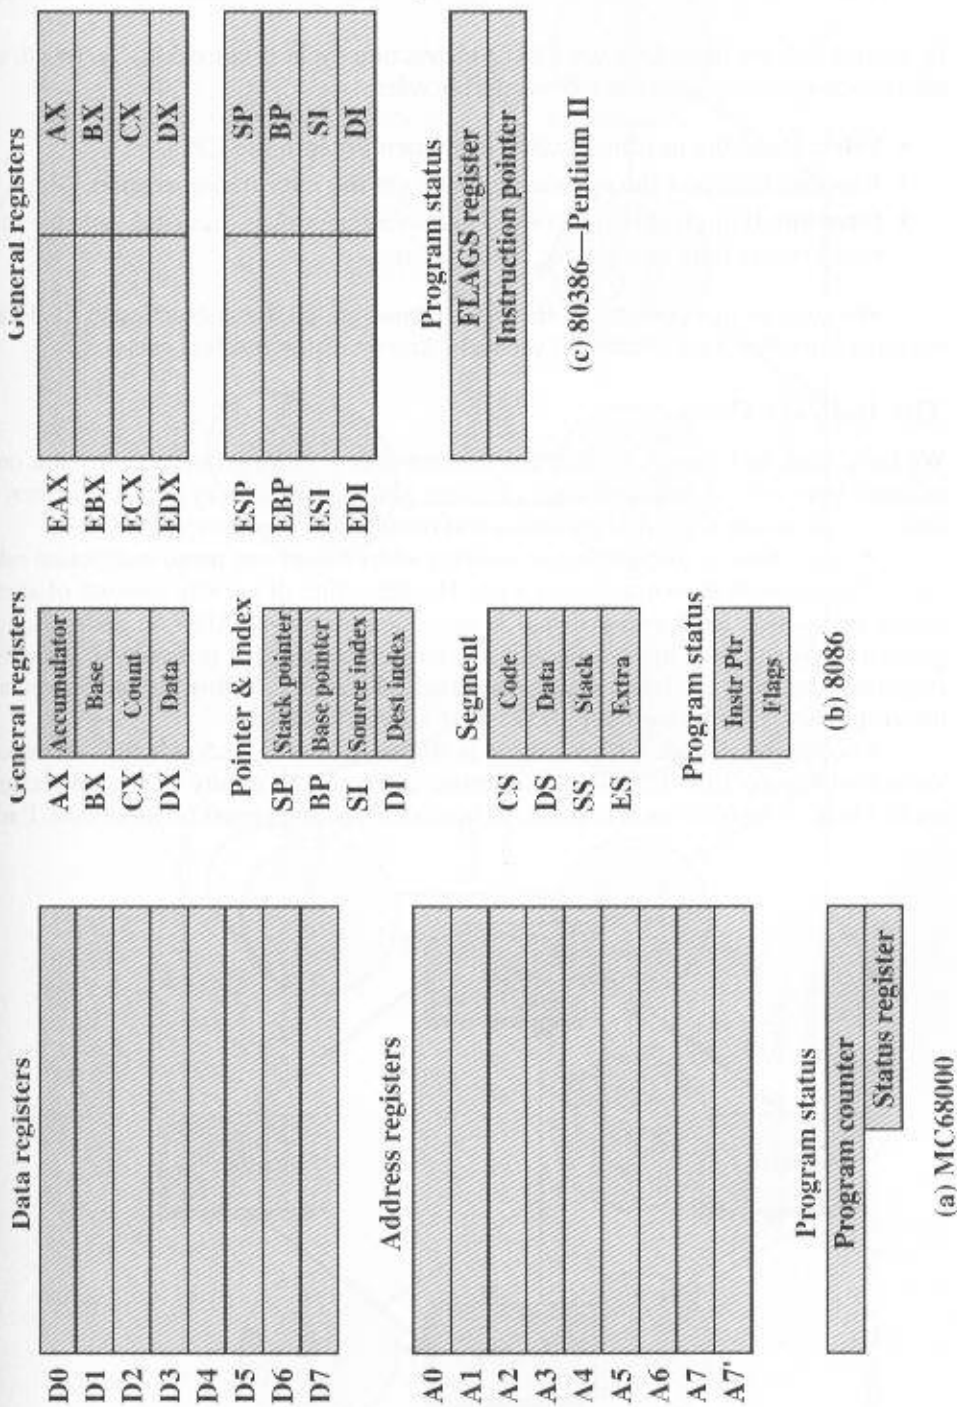 Data registers
D0
D1
D2
D3
D4
D5
D6
D7
Address registers
A0
A1
A2
A3
A4
A5
A6
A7
A7'
Program status
Program counter
Status register
(a) MC68000
General registers
AX Accumulator
BX Base
CX Count
DX Data
Pointer & Index
SP Stack pointer
BP Base pointer
SI Source index
DI Dest index
Segment
CS Code
DS Data
SS Stack
ES Extra
Program status
Instr Ptr
Flags
(b) 8086
General registers
EAX AX
EBX BX
ECX CX
EDX DX
ESP SP
EBP BP
ESI SI
EDI DI
Program status
FLAGS register
Instruction pointer
(c) 80386—Pentium II